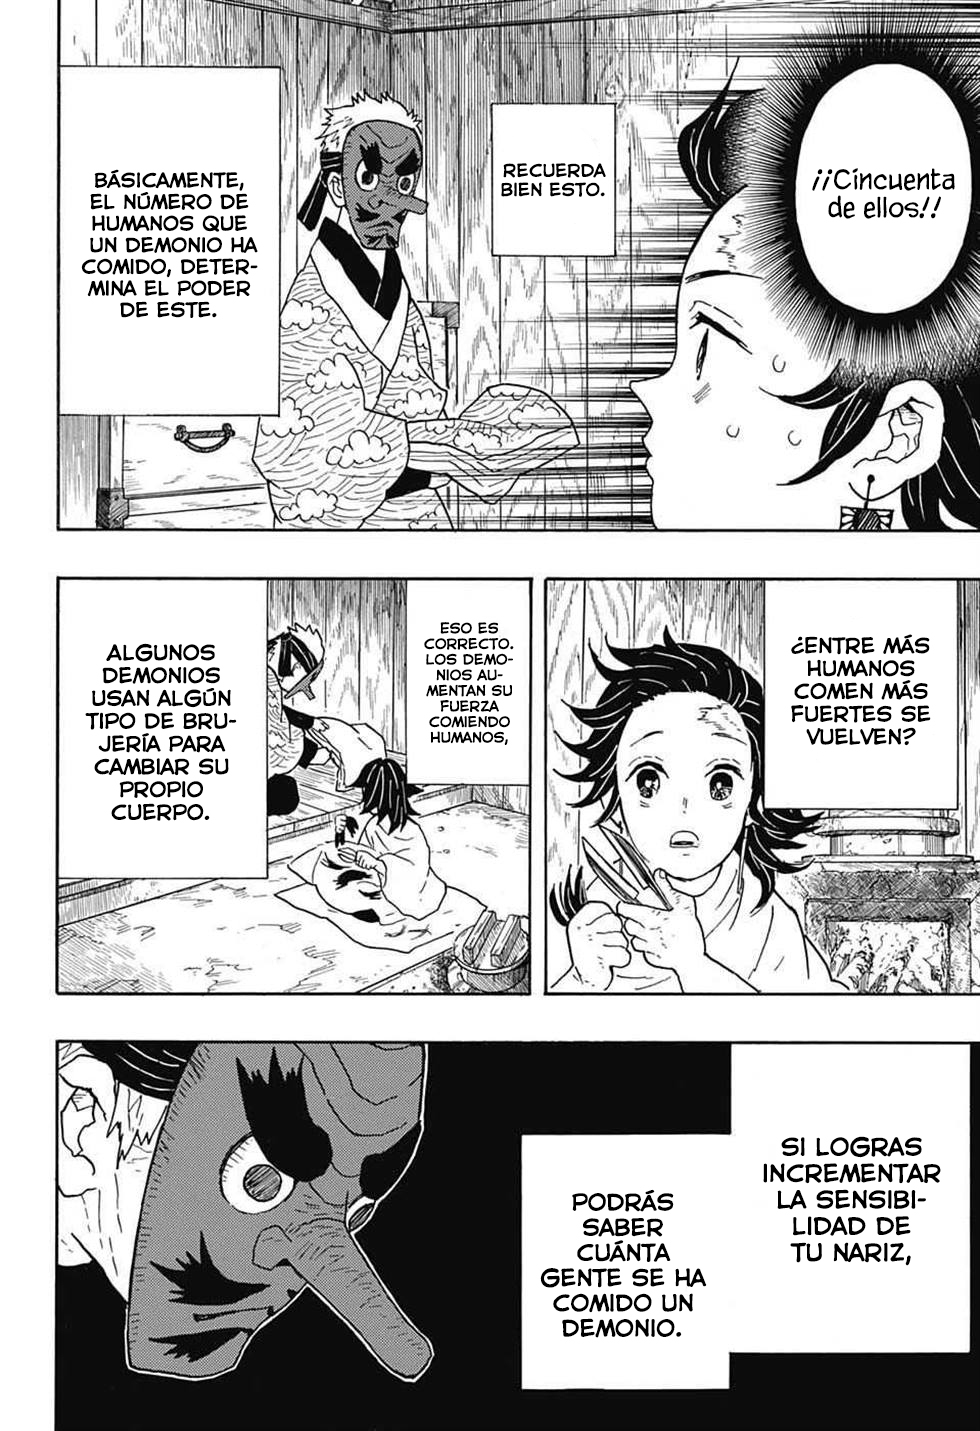 ¡¡Cincuenta
de ellos!!
RECUERDA
BIEN ESTO.
BÁSICAMENTE,
EL NÚMERO DE
HUMANOS QUE
UN DEMONIO HA
COMIDO, DETER-
MINA EL PODER
DE ESTE.
¿ENTRE MÁS
HUMANOS
COMEN MÁS
FUERTES SE
VUELVEN?
ESO ES
CORRECTO.
LOS DEMO-
NIOS AU-
MENTAN SU
FUERZA
COMIENDO
HUMANOS,
ALGUNOS
DEMONIOS
USAN ALGÚN
TIPO DE BRU-
JERÍA PARA
CAMBIAR SU
PROPIO
CUERPO.
SI LOGRAS
INCREMENTAR
LA SENSIBI-
LIDAD DE
TU NARIZ,
PODRÁS
SABER
CUÁNTA
GENTE SE HA
COMIDO UN
DEMONIO.